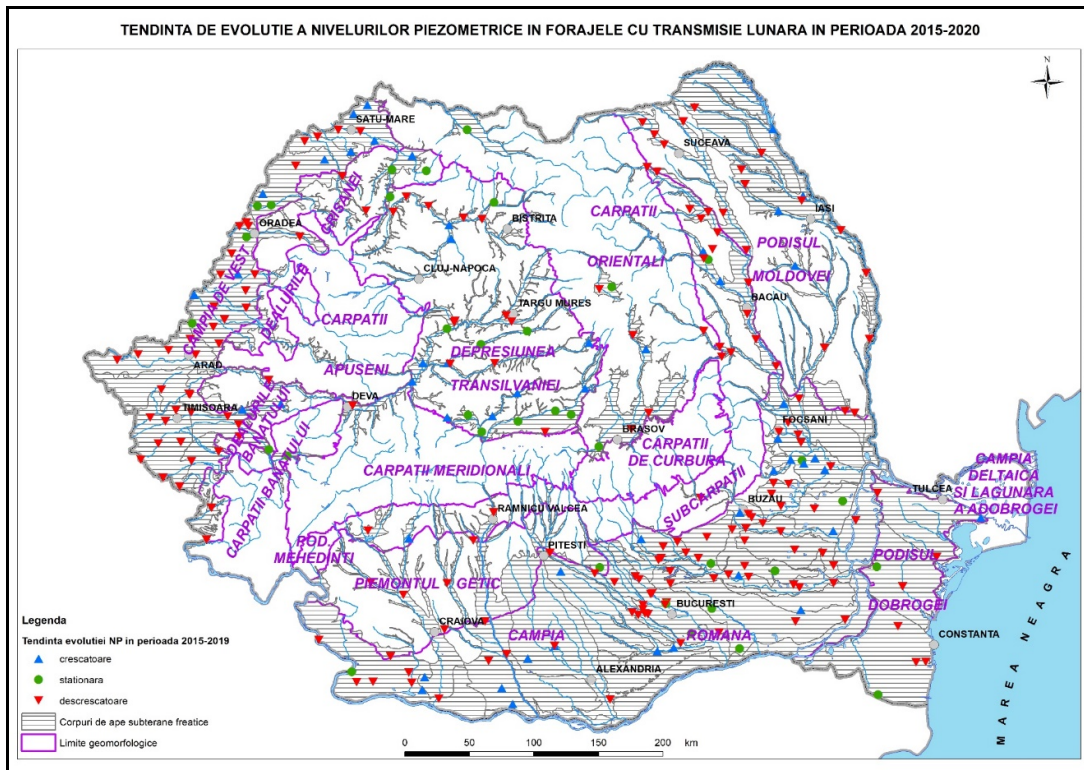 TENDINTA DE EVOLUTIE A NIVELURILOR PIEZOMETRICE IN FORAJELE CU TRANSMISIE LUNARA IN PERIOADA 2015-2020
N
SATU-MARE
SUCEAVA
IASI
ORADEA
CRISANEI
BISTRITA
CARPATII
PODISUL
MOLDOVEI
ORIENTALI
CLUJ-NAPOCA
CAMPIA DE VEST
DEALURILE
CARPATII
TARGU MURES
BACAU
DEPRESIUNEA
APUSENI
TRANSILVANIEI
ARAD
DEVA
TIMISOARA
DEALURILE
BANATULUI
FOCSANI
BRASOV
CARPATII
DE CURBURA
CARPATII BANATULUI
CARPATII MERIDIONALI
SUBCARPATII
BUZAU
TULCEA
CAMPIA
DELTAICA
SI LAGUNARA
A ADOBROGEI
RAMNICU VALCEA
POD.
MEHEDINTI
PITESTI
PODISUL
PIEMONTUL GETIC
DOBROGEI
BUCURESTI
CRAIOVA
CAMPIA
ROMANA
CONSTANTA
ALEXANDRIA
MAREA NEAGRA
Legenda
Tendinta evolutiei NP in perioada 2015-2019
crescatoare
stationara
descrescatoare
Corpuri de ape subterane freatice
Limite geomorfologice
0 50 100 150 200 km